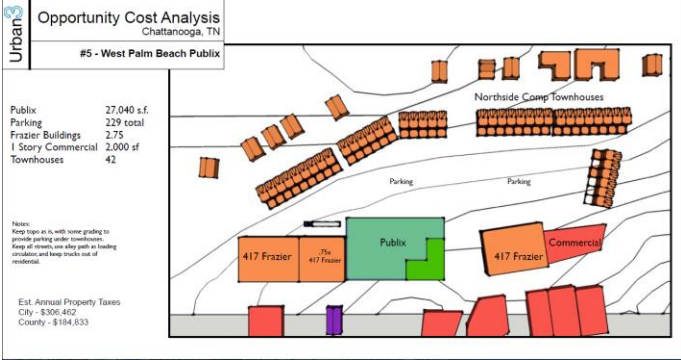 Urban3
Opportunity Cost Analysis
Chattanooga, TN
#5 - West Palm Beach Publix
Publix 27,040 s.f.
Parking 229 total
Frazier Buildings 2.75
1 Story Commercial 2,000 sf
Townhouses 42
Notes:
Keep topo as is, with some grading to
provide parking under townhouses.
Keep all streets, use alley path as loading
circulator, and keep trucks out of
residential.
Est. Annual Property Taxes
City - $306,462
County - $184,833
Northside Comp Townhouses
Parking
Parking
417 Frazier
.75x
417 Frazier
Publix
417 Frazier
Commercial